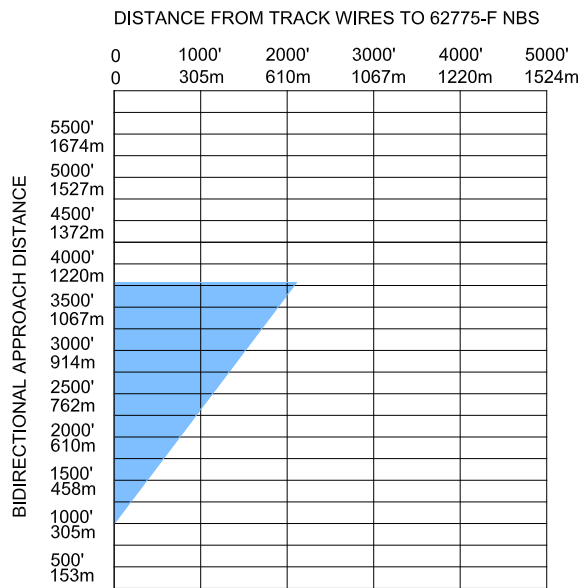 DISTANCE FROM TRACK WIRES TO 62775-F NBS
0 1000' 2000' 3000' 4000' 5000'
0 305m 610m 1067m 1220m 1524m
BIDIRECTIONAL APPROACH DISTANCE
5500'
1674m
5000'
1527m
4500'
1372m
4000'
1220m
3500'
1067m
3000'
914m
2500'
762m
2000'
610m
1500'
458m
1000'
305m
500'
153m